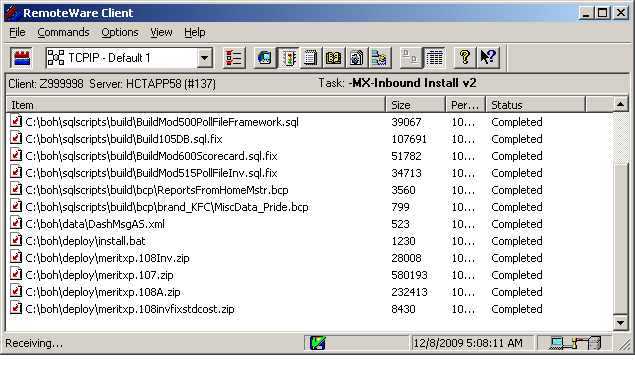 RemoteWare Client
File Commands Options View Help
TCPIP - Default 1
Client: Z999998 Server: HCTAPP58 (#137) Task: -MX-Inbound Install v2
Item Size Per... Status
C:\boh\sqlscripts\build\BuildMod500PollFileFramework.sql 39067 10... Completed
C:\boh\sqlscripts\build\Build105DB.sql.fix 107691 10... Completed
C:\boh\sqlscripts\build\BuildMod600Scorecard.sql.fix 51782 10... Completed
C:\boh\sqlscripts\build\BuildMod515PollFileInv.sql.fix 34713 10... Completed
C:\boh\sqlscripts\build\bcp\ReportsFromHomeMstr.bcp 3560 10... Completed
C:\boh\sqlscripts\build\bcp\brand_KFC\MiscData_Pride.bcp 799 10... Completed
C:\boh\data\DashMsgAS.xml 523 10... Completed
C:\boh\deploy\install.bat 1230 10... Completed
C:\boh\deploy\meritxp.108Inv.zip 28008 10... Completed
C:\boh\deploy\meritxp.107.zip 580193 10... Completed
C:\boh\deploy\meritxp.108A.zip 232413 10... Completed
C:\boh\deploy\meritxp.108invfixstdcost.zip 8430 10... Completed
Receiving... 12/8/2009 5:08:11 AM